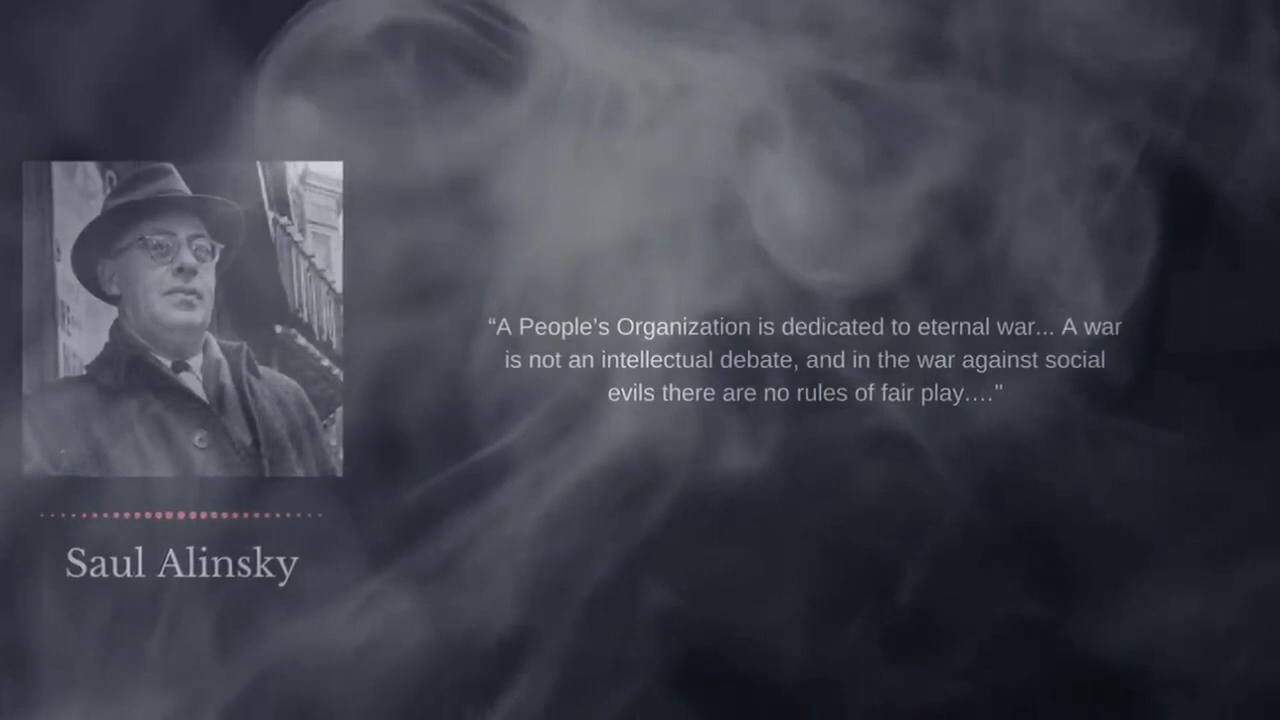 “A People’s Organization is dedicated to eternal war... A war
is not an intellectual debate, and in the war against social
evils there are no rules of fair play…."
Saul Alinsky